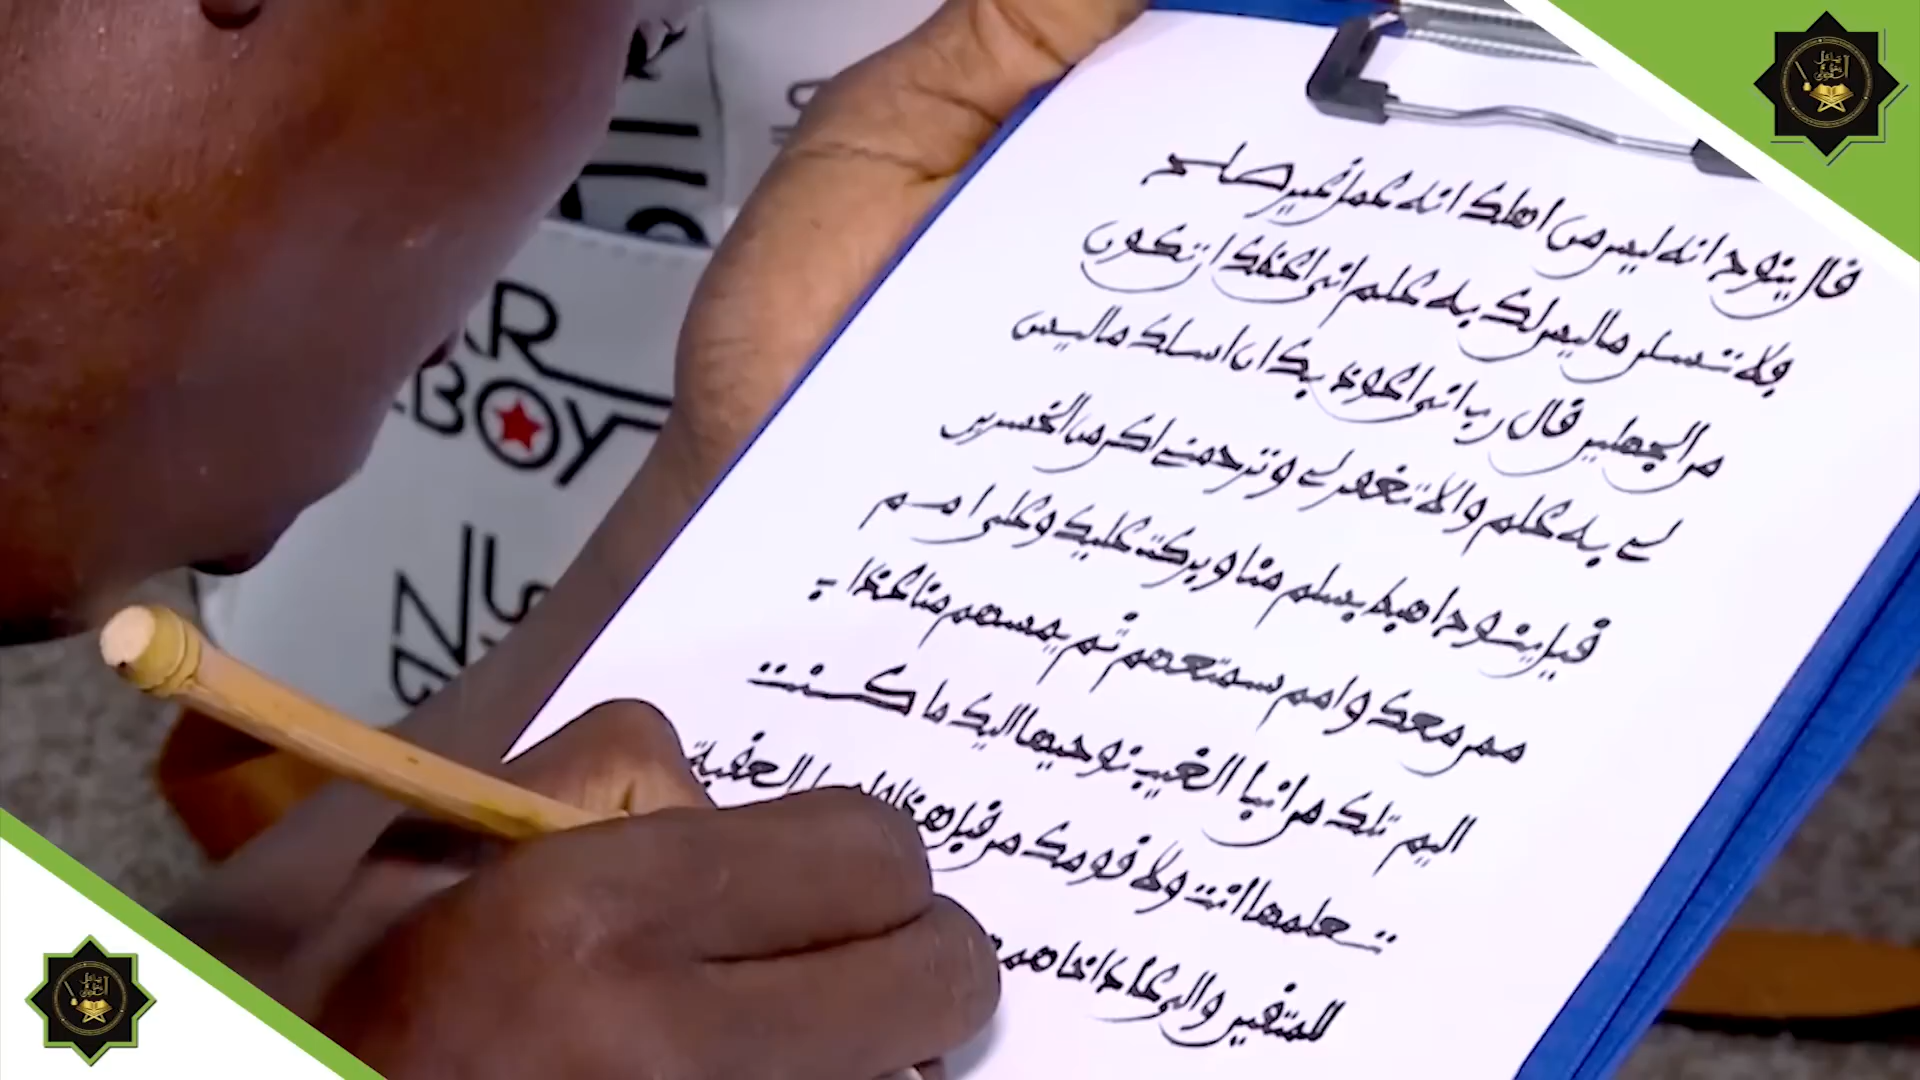 قال ينوح انه ليس من اهلك انه عمل غير صلح
فلا تسلن ما ليس لك به علم اني اعظك ان تكون
من الجهلين قال رب اني اعوذ بك ان اسلك ما ليس
لي به علم والا تغفر لي وترحمني اكن من الخسرين
قيل ينوح اهبط بسلم منا وبركت عليك وعلى امم
ممن معك وامم سنمتعهم ثم يمسهم منا عذاب
اليم تلك من انبا الغيب نوحيها اليك ما كنت
تعلمها انت ولا قومك من قبل هذا العقبة
للمتقين والى عاد اخاهم
AR
BOY